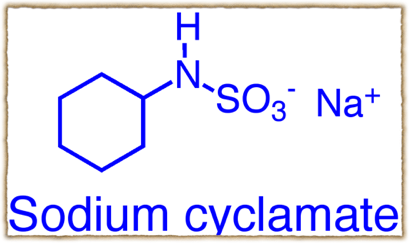 H
N
SO₃⁻ Na⁺
Sodium cyclamate